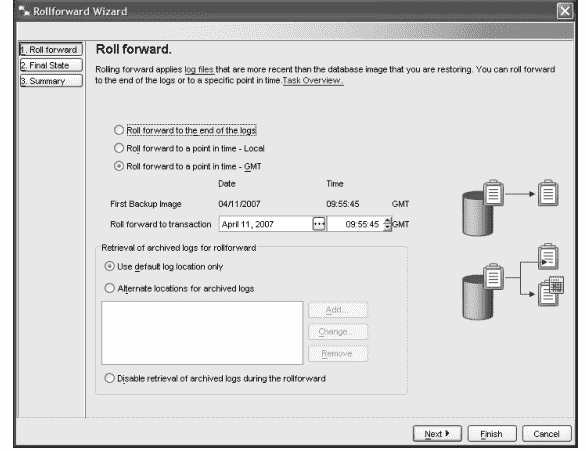 Rollforward Wizard
1. Roll forward
2. Final State
3. Summary
Roll forward.
Rolling forward applies log files that are more recent than the database image that you are restoring. You can roll forward
to the end of the logs or to a specific point in time.Task Overview.
Roll forward to the end of the logs
Roll forward to a point in time - Local
Roll forward to a point in time - GMT
Date Time
First Backup Image 04/11/2007 09:55:45 GMT
Roll forward to transaction April 11, 2007 ... 09:55:45 GMT
Retrieval of archived logs for rollforward
Use default log location only
Alternate locations for archived logs
Add...
Change...
Remove
Disable retrieval of archived logs during the rollforward
Next Finish Cancel